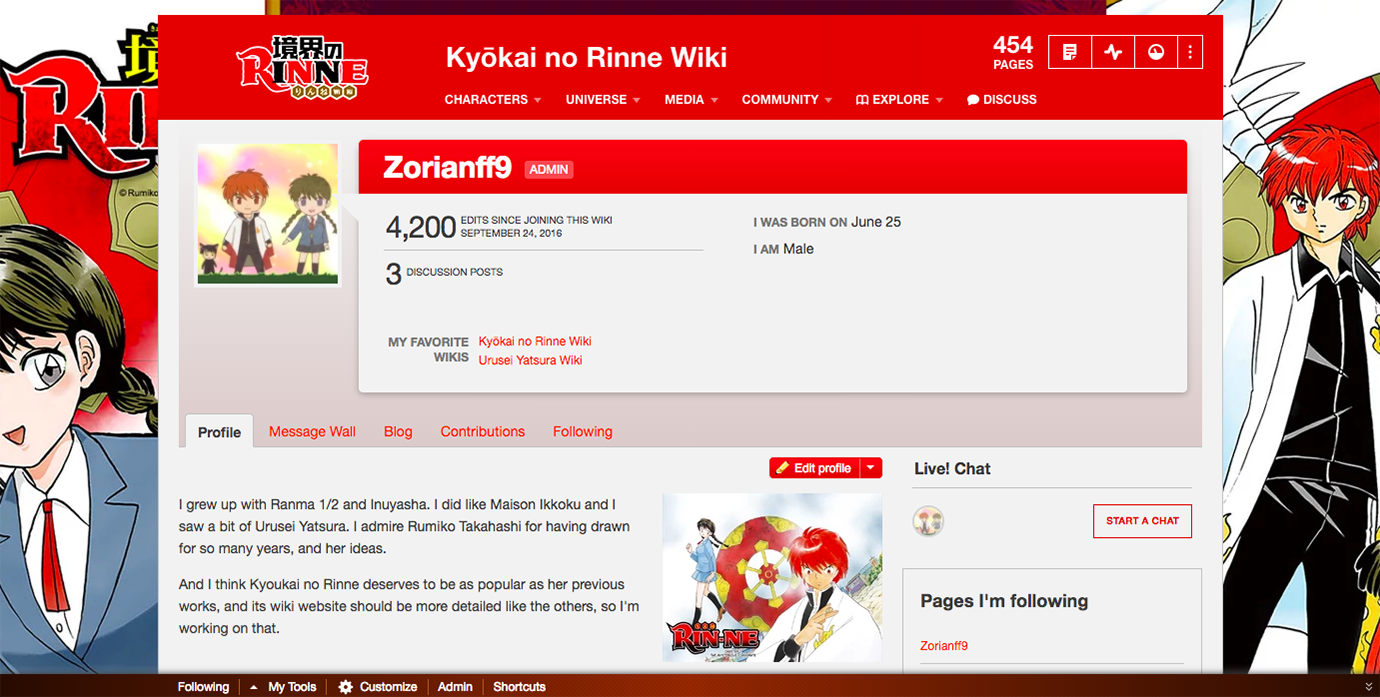 境
RINNE
© Rumiko
境界の
RINNE
Kyōkai no Rinne Wiki
454
PAGES
CHARACTERS
UNIVERSE
MEDIA
COMMUNITY
EXPLORE
DISCUSS
Zorianff9 ADMIN
4,200 EDITS SINCE JOINING THIS WIKI
SEPTEMBER 24, 2016
3 DISCUSSION POSTS
I WAS BORN ON June 25
I AM Male
MY FAVORITE
WIKIS
Kyōkai no Rinne Wiki
Urusei Yatsura Wiki
Profile
Message Wall
Blog
Contributions
Following
Edit profile
I grew up with Ranma 1/2 and Inuyasha. I did like Maison Ikkoku and I
saw a bit of Urusei Yatsura. I admire Rumiko Takahashi for having drawn
for so many years, and her ideas.
And I think Kyoukai no Rinne deserves to be as popular as her previous
works, and its wiki website should be more detailed like the others, so I'm
working on that.
RIN-NE
Live! Chat
START A CHAT
Pages I'm following
Zorianff9
Following
My Tools
Customize
Admin
Shortcuts